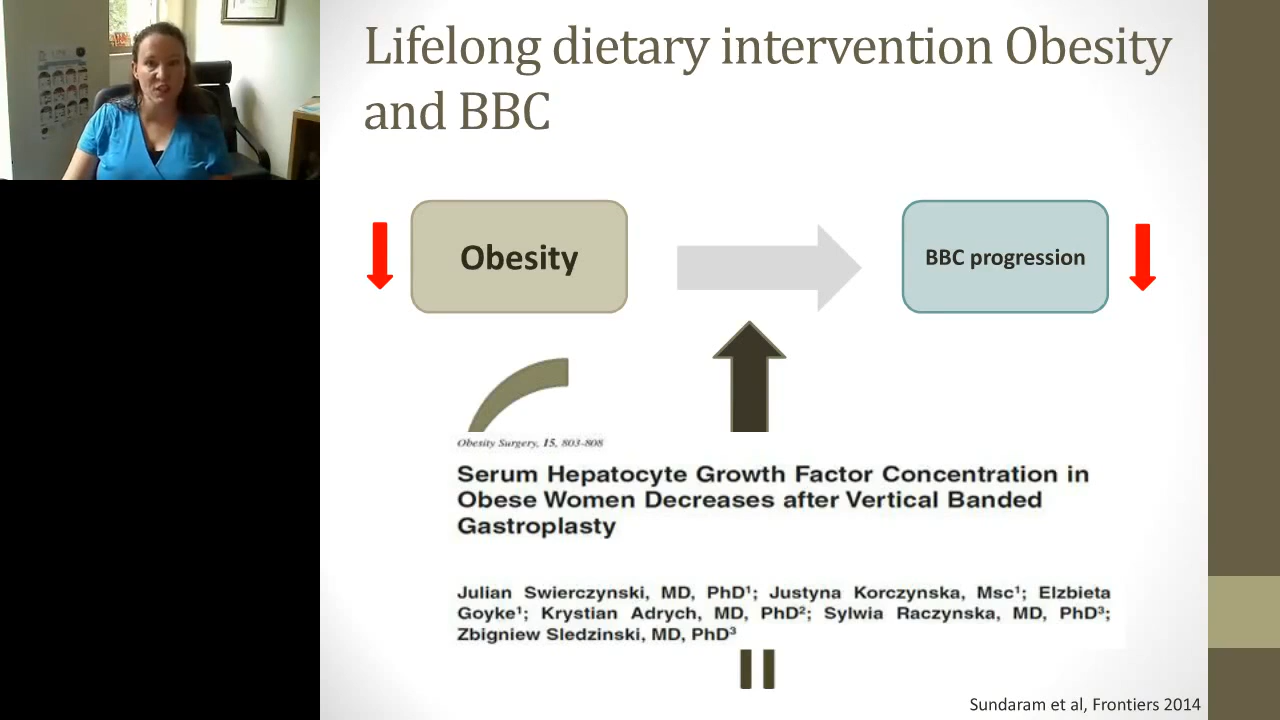 Lifelong dietary intervention Obesity
and BBC
Obesity
BBC progression
Obesity Surgery, 15, 803-808
Serum Hepatocyte Growth Factor Concentration in
Obese Women Decreases after Vertical Banded
Gastroplasty
Julian Swierczynski, MD, PhD¹; Justyna Korczynska, Msc¹; Elzbieta
Goyke¹; Krystian Adrych, MD, PhD²; Sylwia Raczynska, MD, PhD³;
Zbigniew Sledzinski, MD, PhD³
Sundaram et al, Frontiers 2014